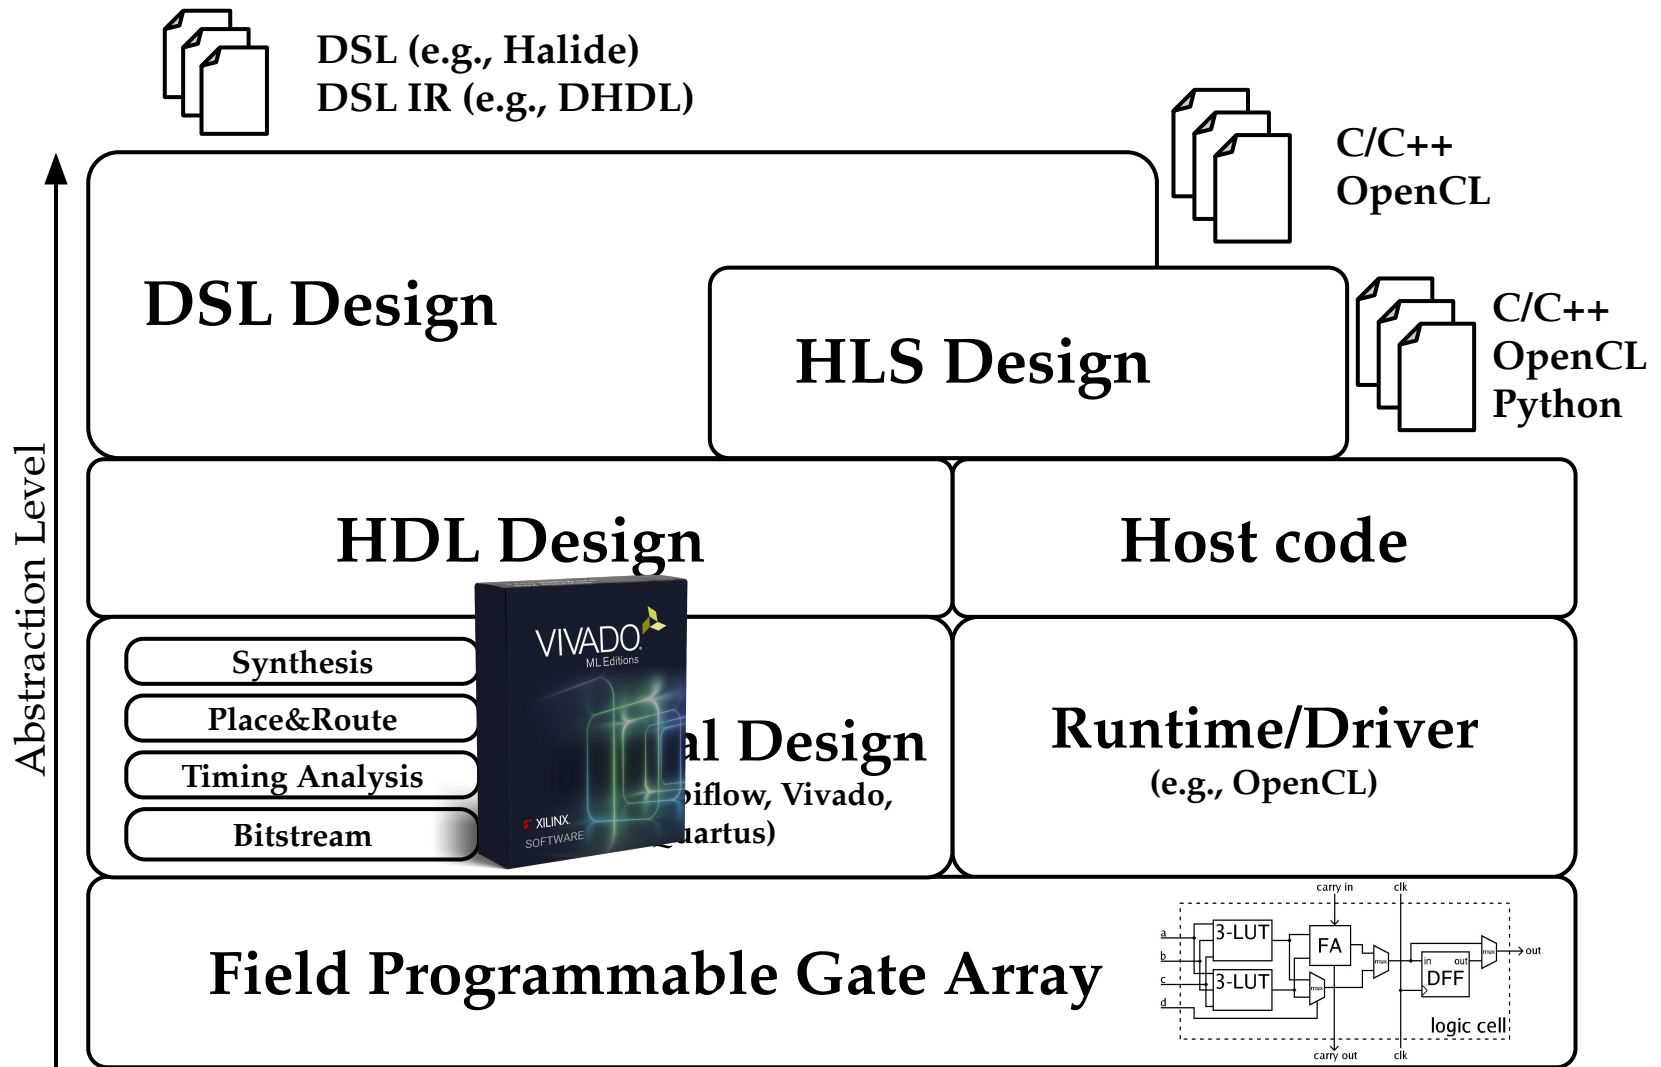 DSL (e.g., Halide)
DSL IR (e.g., DHDL)
C/C++
OpenCL
DSL Design
C/C++
OpenCL
Python
HLS Design
Abstraction Level
HDL Design
Host code
Synthesis
Place&Route
Timing Analysis
Bitstream
VIVADO
ML Editions
XILINX
SOFTWARE
Design
Vivado,
Runtime/Driver
(e.g., OpenCL)
Field Programmable Gate Array
carry in
clk
a
b
c
d
3-LUT
3-LUT
FA
mux
mux
in
out
DFF
mux
out
logic cell
carry out
clk